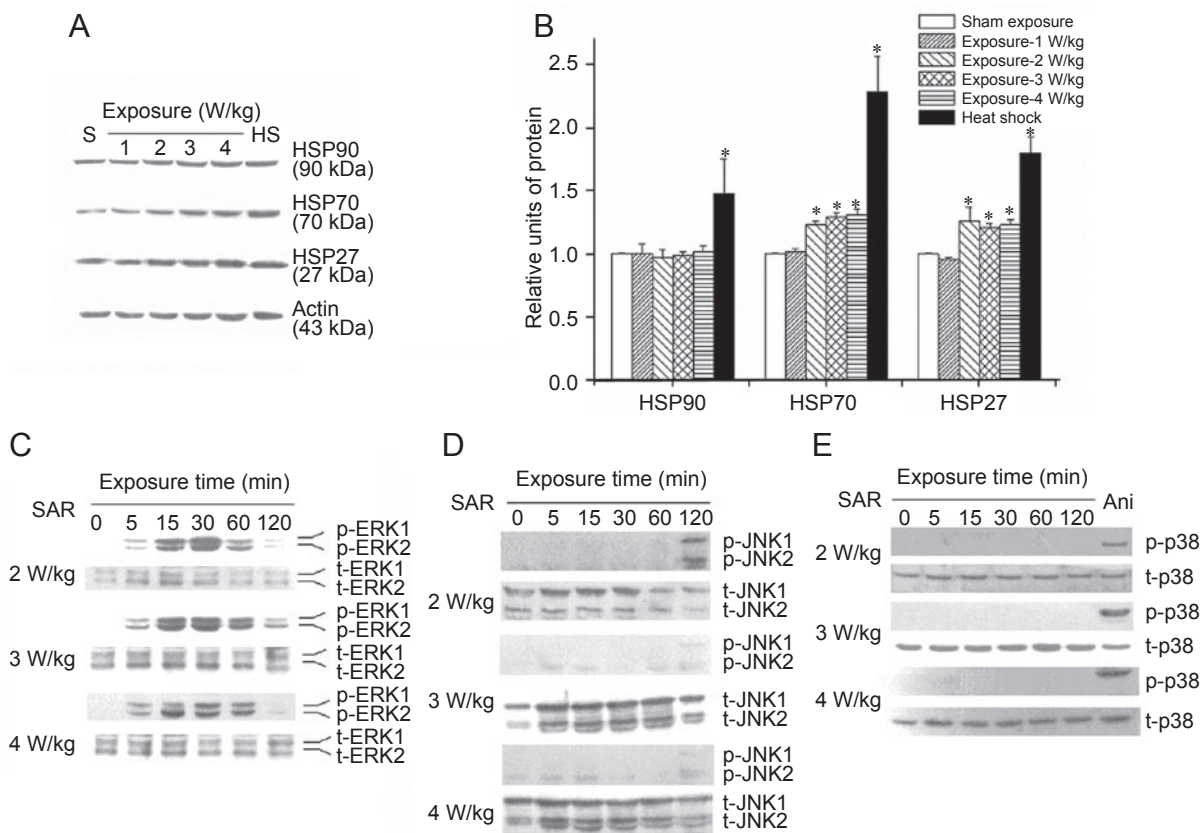 A
Exposure (W/kg)
S 1 2 3 4 HS
HSP90
(90 kDa)
HSP70
(70 kDa)
HSP27
(27 kDa)
Actin
(43 kDa)
B
Sham exposure
Exposure-1 W/kg
Exposure-2 W/kg
Exposure-3 W/kg
Exposure-4 W/kg
Heat shock
Relative units of protein
2.5
2.0
1.5
1.0
0.5
0.0
* * * * * * * * *
HSP90 HSP70 HSP27
C
Exposure time (min)
SAR
0 5 15 30 60 120
p-ERK1
p-ERK2
2 W/kg
t-ERK1
t-ERK2
p-ERK1
p-ERK2
3 W/kg
t-ERK1
t-ERK2
p-ERK1
p-ERK2
4 W/kg
t-ERK1
t-ERK2
D
Exposure time (min)
SAR
0 5 15 30 60 120
p-JNK1
p-JNK2
2 W/kg
t-JNK1
t-JNK2
p-JNK1
p-JNK2
3 W/kg
t-JNK1
t-JNK2
p-JNK1
p-JNK2
4 W/kg
t-JNK1
t-JNK2
E
Exposure time (min)
SAR
0 5 15 30 60 120 Ani
2 W/kg
p-p38
t-p38
3 W/kg
p-p38
t-p38
4 W/kg
p-p38
t-p38